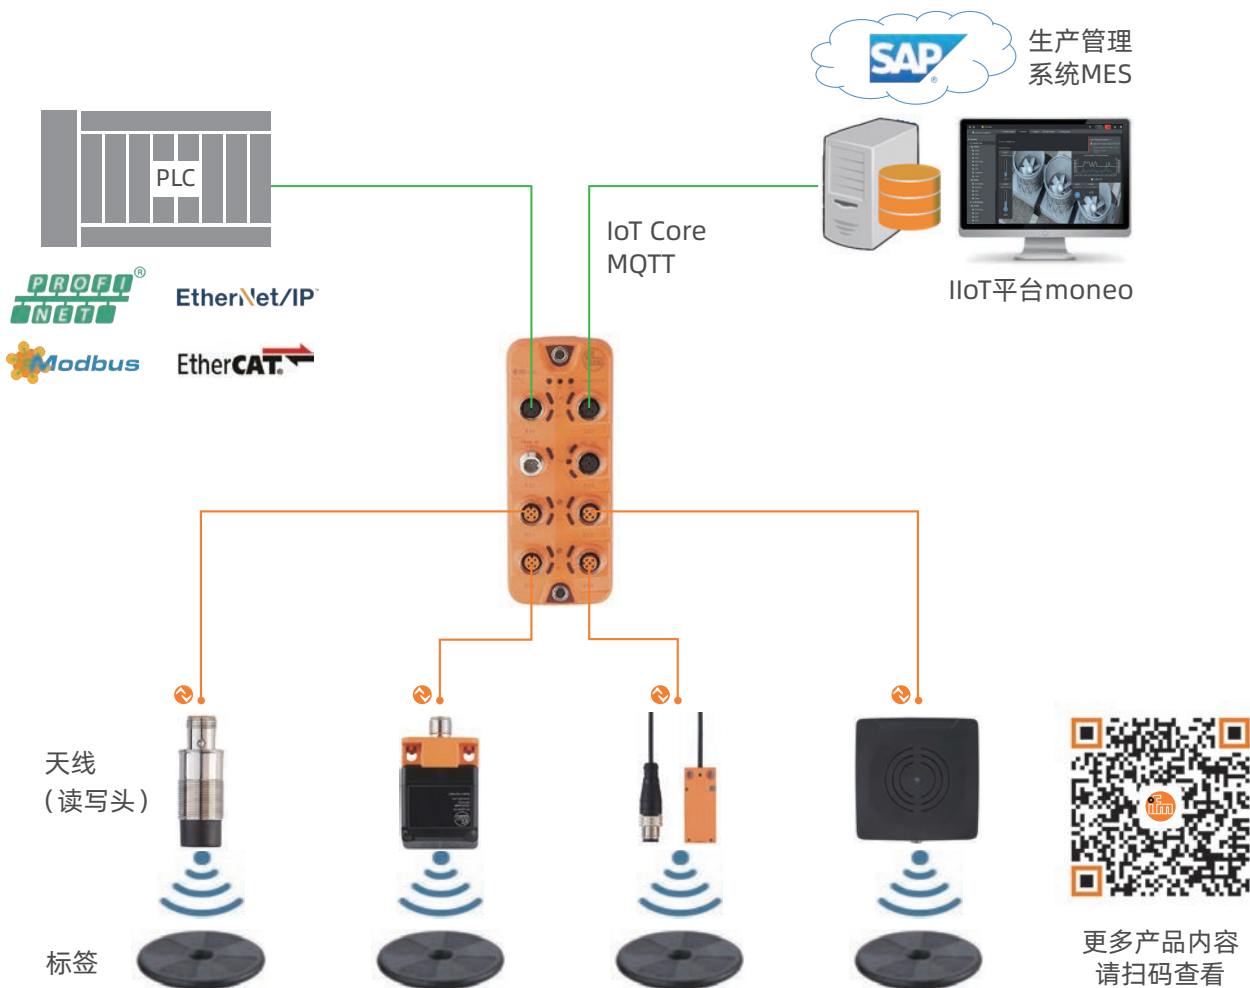 SAP
生产管理
系统MES
PLC
IoT Core
MQTT
IIoT平台moneo
PROFI
NET
EtherNet/IP
Modbus
EtherCAT
天线
（读写头）
标签
ifm
更多产品内容
请扫码查看